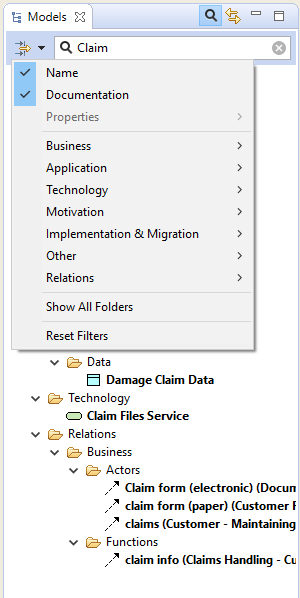 Models
Claim
Name
Documentation
Properties
Business
Application
Technology
Motivation
Implementation & Migration
Other
Relations
Show All Folders
Reset Filters
Data
Damage Claim Data
Technology
Claim Files Service
Relations
Business
Actors
Claim form (electronic) (Docum
claim form (paper) (Customer F
claims (Customer - Maintaining
Functions
claim info (Claims Handling - Cu